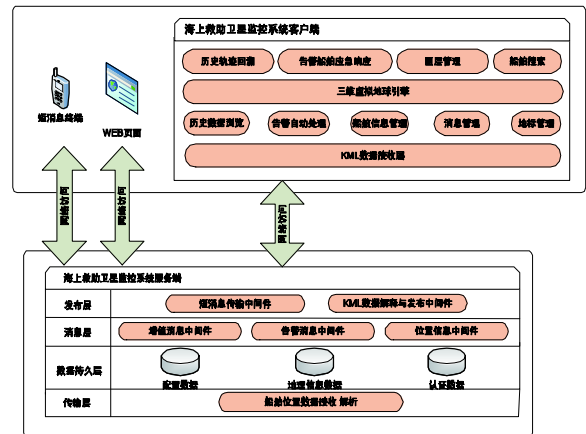 海上救助卫星监控系统客户端
历史轨迹回溯
告警船舶应急响应
图层管理
船舶搜索
三维虚拟地球引擎
历史数据浏览
告警自动处理
船舶信息管理
消息管理
地标管理
KML数据接收层
短消息终端
WEB页面
网络访问
网络访问
网络访问
海上救助卫星监控系统服务端
发布层
短消息传输中间件
KML数据解释与发布中间件
消息层
增值消息中间件
告警消息中间件
位置信息中间件
数据持久层
配置数据
地理信息数据
认证数据
传输层
船舶位置数据接收 解析